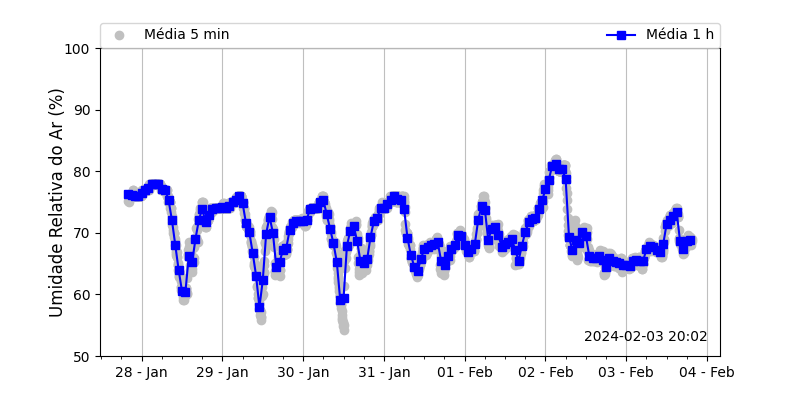 Média 5 min
Média 1 h
Umidade Relativa do Ar (%)
100
90
80
70
60
50
2024-02-03 20:02
28 - Jan
29 - Jan
30 - Jan
31 - Jan
01 - Feb
02 - Feb
03 - Feb
04 - Feb